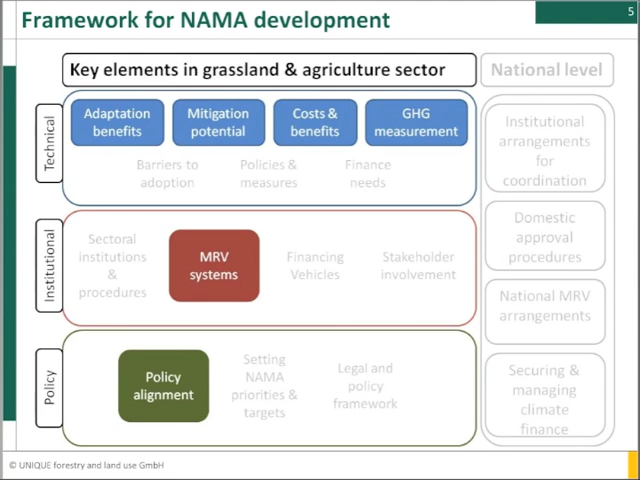 Framework for NAMA development
5
Key elements in grassland & agriculture sector
National level
Technical
Adaptation
benefits
Mitigation
potential
Costs &
benefits
GHG
measurement
Barriers to
adoption
Policies &
measures
Finance
needs
Institutional
Sectoral
institutions
&
procedures
MRV
systems
Financing
Vehicles
Stakeholder
involvement
Policy
Policy
alignment
Setting
NAMA
priorities &
targets
Legal and
policy
framework
Institutional
arrangements
for
coordination
Domestic
approval
procedures
National MRV
arrangements
Securing &
managing
climate
finance
© UNIQUE forestry and land use GmbH